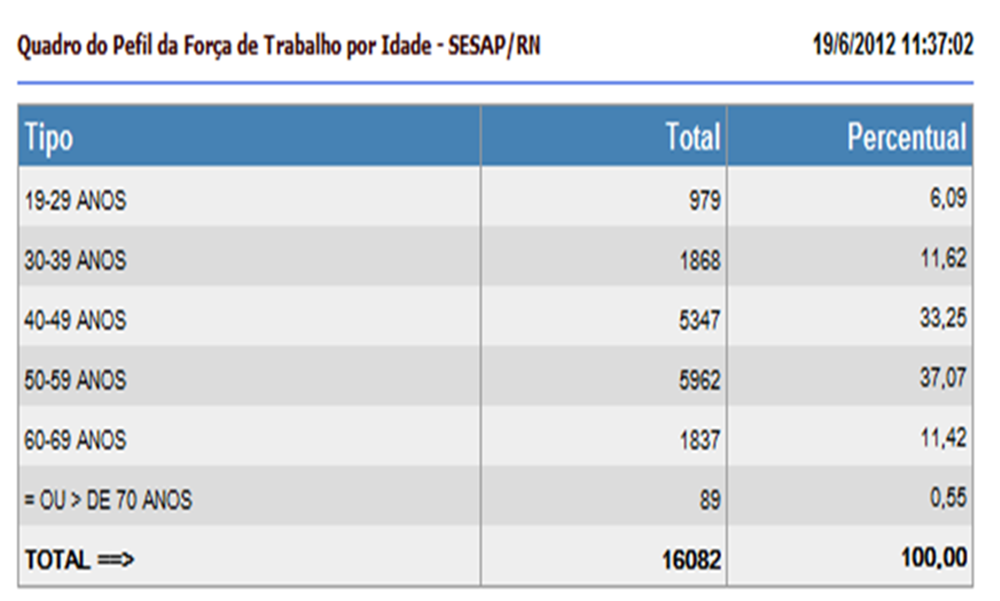 Quadro do Pefil da Força de Trabalho por Idade - SESAP/RN 19/6/2012 11:37:02
Tipo Total Percentual
19-29 ANOS 979 6,09
30-39 ANOS 1868 11,62
40-49 ANOS 5347 33,25
50-59 ANOS 5962 37,07
60-69 ANOS 1837 11,42
= OU > DE 70 ANOS 89 0,55
TOTAL ==> 16082 100,00